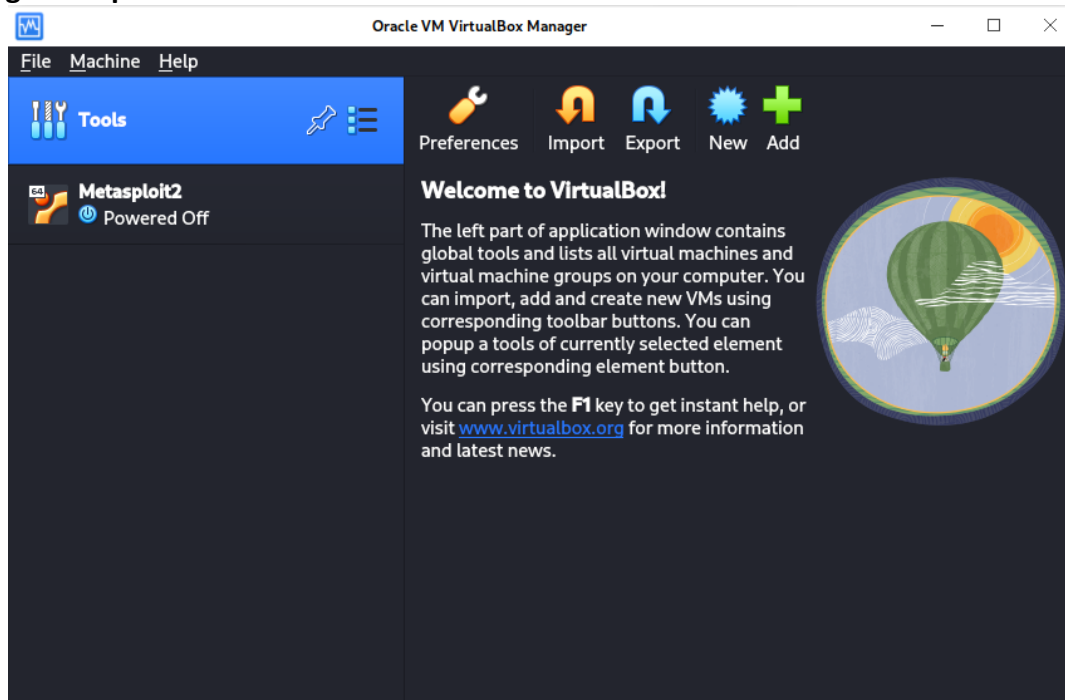 Oracle VM VirtualBox Manager
File Machine Help
Tools
Preferences Import Export New Add
64
Metasploit2
Powered Off
Welcome to VirtualBox!
The left part of application window contains
global tools and lists all virtual machines and
virtual machine groups on your computer. You
can import, add and create new VMs using
corresponding toolbar buttons. You can
popup a tools of currently selected element
using corresponding element button.
You can press the F1 key to get instant help, or
visit www.virtualbox.org for more information
and latest news.